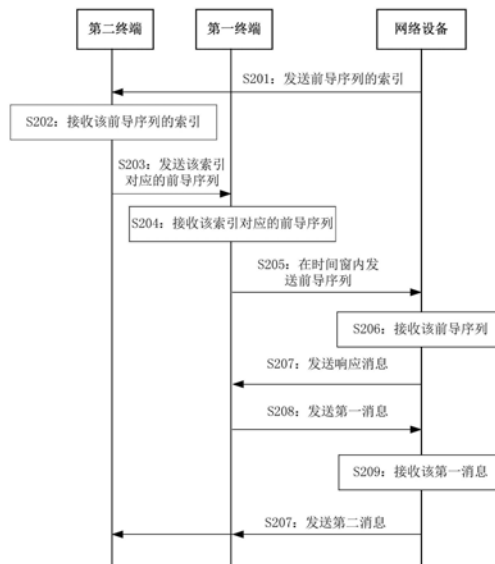 第二终端
第一终端
网络设备
S201：发送前导序列的索引
S202：接收该前导序列的索引
S203：发送该索引
对应的前导序列
S204：接收该索引对应的前导序列
S205：在时间窗内发
送前导序列
S206：接收该前导序列
S207：发送响应消息
S208：发送第一消息
S209：接收该第一消息
S207：发送第二消息